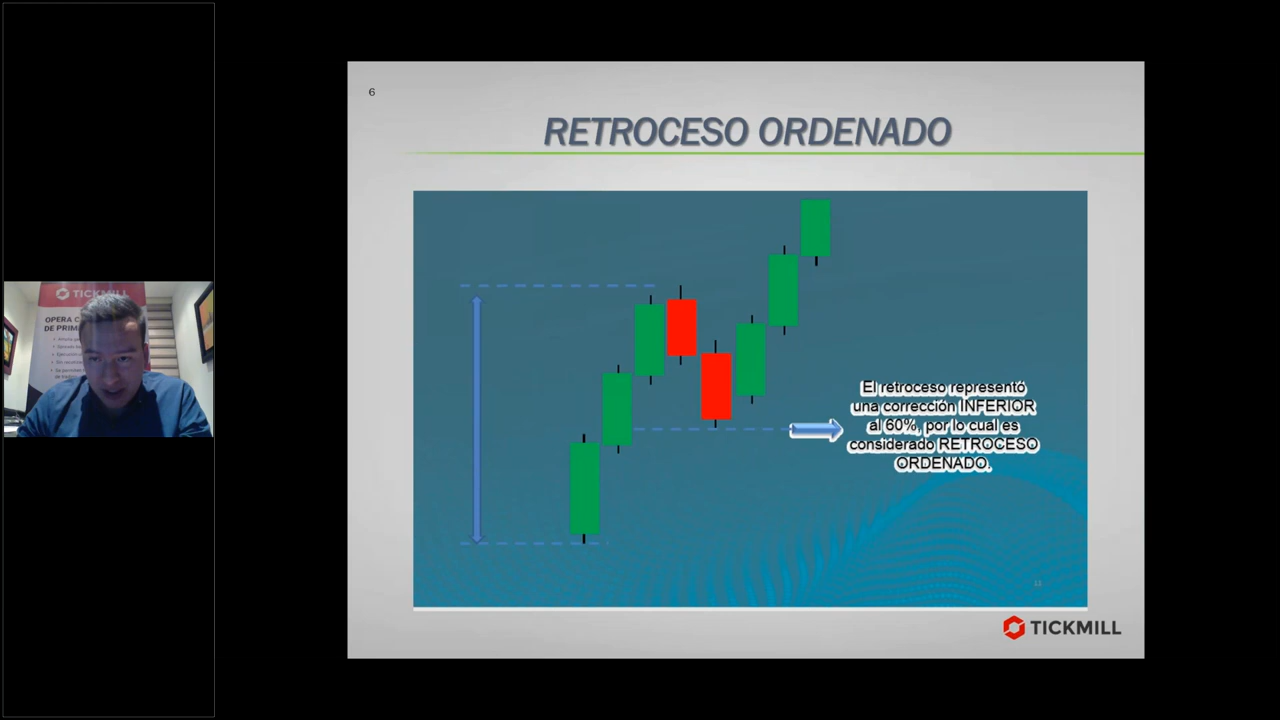 6
RETROCESO ORDENADO
El retroceso representó
una corrección INFERIOR
al 60%, por lo cual es
considerado RETROCESO
ORDENADO.
11
TICKMILL
TICKMILL
OPERA C
DE PRIM